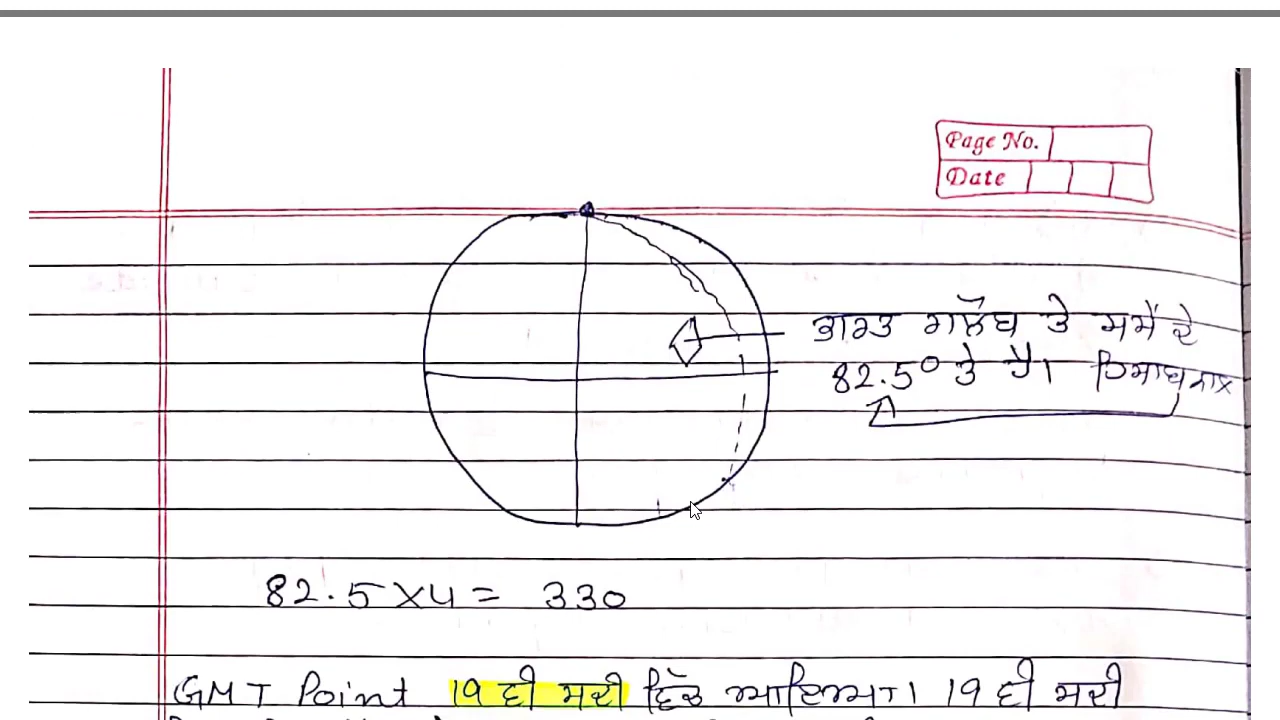 Page No.
Date
ਭਾਰਤ ਗਲੋਬ ਤੇ ਸਮੇਂ ਦੇ
82.5° ਤੇ ਹੈ। ਹਿਸਾਬ ਨਾਲ
82.5 X 4 = 330
GMT Point 19 ਵੀ ਸਦੀ ਵਿੱਚ ਆਇਆ। 19 ਵੀ ਸਦੀ